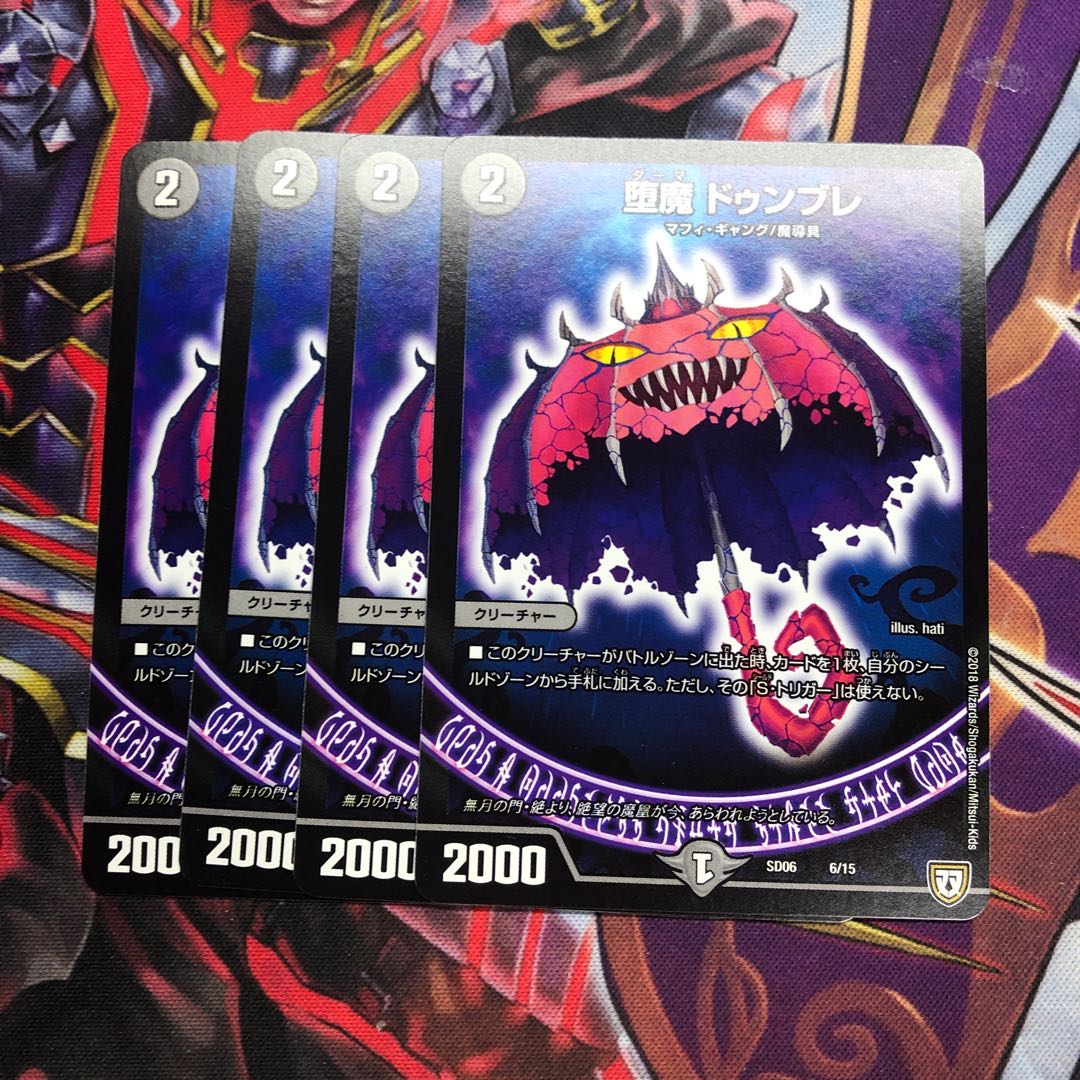 2
2
2
2
ダーマ
堕魔 ドゥンブレ
マフィ・ギャング/魔導具
クリーチャ
クリーチャ
クリーチャー
クリーチャー
illus. hati
■このク
ルドゾーン
■このクリ
ルドゾーン
■このクリ
ルドゾーン
■このクリーチャーがバトルゾーンに出た時、カードを1枚、自分のシー
ルドゾーンから手札に加える。ただし、その「S・トリガー」は使えない。
無月の門
無月の門・
無月の門・
無月の門・絶より、絶望の魔凰が今、あらわれようとしている。
200
2000
2000
2000
1
SD06 6/15
©2018 Wizards/Shogakukan/Mitsui-Kids